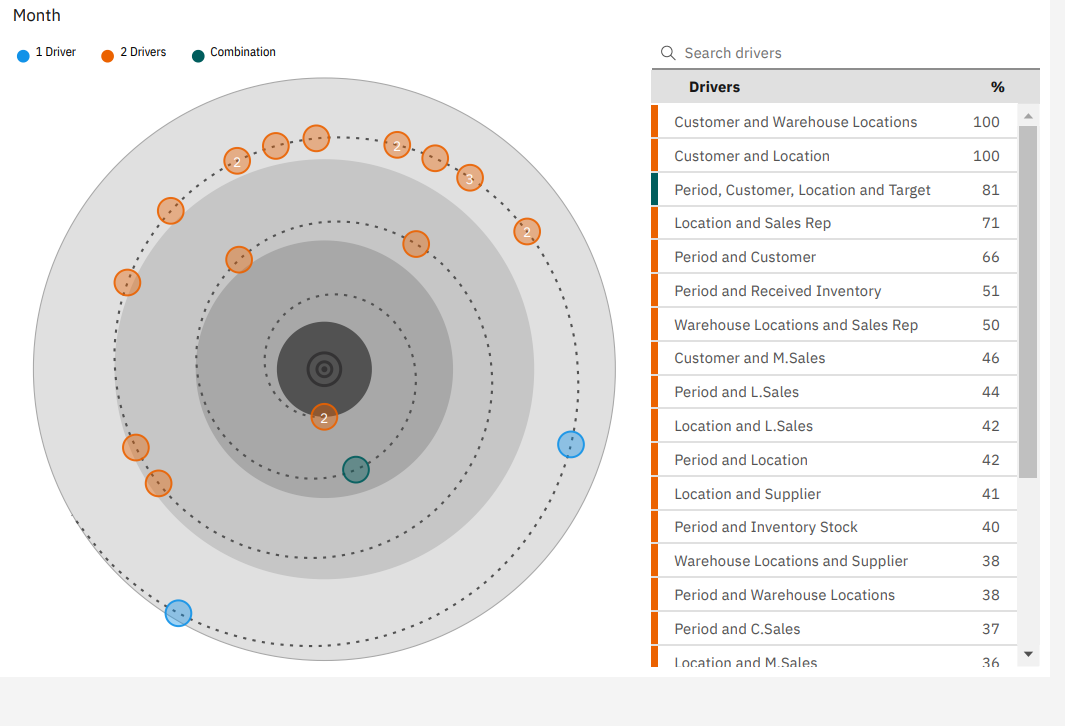 Month
1 Driver 2 Drivers Combination
Search drivers
Drivers %
Customer and Warehouse Locations 100
Customer and Location 100
Period, Customer, Location and Target 81
Location and Sales Rep 71
Period and Customer 66
Period and Received Inventory 51
Warehouse Locations and Sales Rep 50
Customer and M.Sales 46
Period and L.Sales 44
Location and L.Sales 42
Period and Location 42
Location and Supplier 41
Period and Inventory Stock 40
Warehouse Locations and Supplier 38
Period and Warehouse Locations 38
Period and C.Sales 37
Location and M.Sales 36
2
2
3
2
2